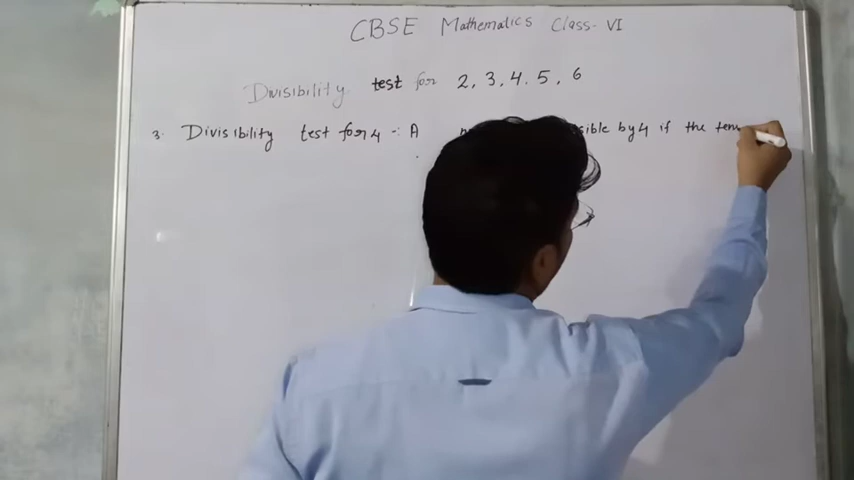 CBSE Mathematics Class - VI
Divisibility test for 2, 3, 4. 5, 6
3. Divisibility test for 4 -: A sible by 4 if the tens